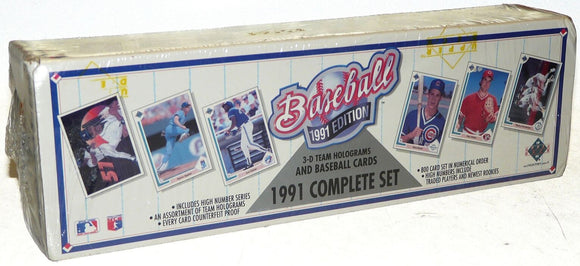 Baseball
1991 EDITION
3-D TEAM HOLOGRAMS
AND BASEBALL CARDS
1991 COMPLETE SET
• INCLUDES HIGH NUMBER SERIES
• AN ASSORTMENT OF TEAM HOLOGRAMS
• EVERY CARD COUNTERFEIT PROOF
• 800 CARD SET IN NUMERICAL ORDER
• HIGH NUMBERS INCLUDE
TRADED PLAYERS AND NEWEST ROOKIES
57